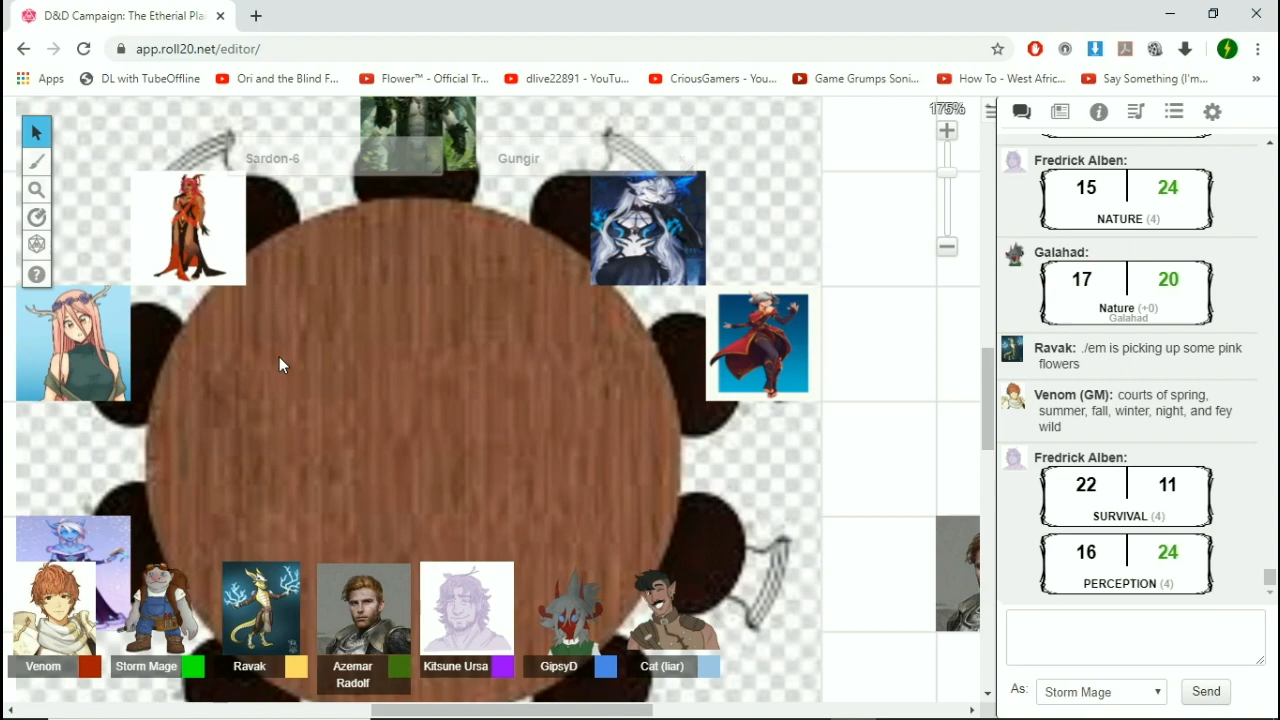 D&D Campaign: The Etherial Pla
app.roll20.net/editor/
Apps
DL with TubeOffline
Ori and the Blind F...
Flower™ - Official Tr...
dlive22891 - YouTu...
CriousGamers - You...
Game Grumps Soni...
How To - West Afric...
Say Something (I'm...
»
175%
Sardon-6
Gungir
Fredrick Alben:
15 24
NATURE (4)
Galahad:
17 20
Nature (+0)
Galahad
Ravak: ./em is picking up some pink
flowers
Venom (GM): courts of spring,
summer, fall, winter, night, and fey
wild
Fredrick Alben:
22 11
SURVIVAL (4)
16 24
PERCEPTION (4)
Venom
Storm Mage
Ravak
Azemar
Radolf
Kitsune Ursa
GipsyD
Cat (liar)
As: Storm Mage Send